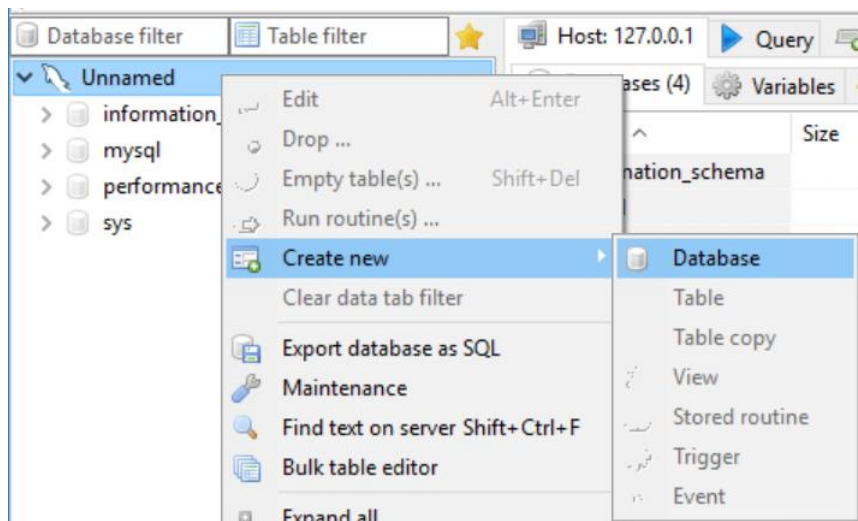 Database filter
Table filter
Host: 127.0.0.1
Query
Unnamed
information_
mysql
performance
sys
ases (4)
Variables
Size
mation_schema
Edit Alt+Enter
Drop ...
Empty table(s) ... Shift+Del
Run routine(s) ...
Create new
Clear data tab filter
Export database as SQL
Maintenance
Find text on server Shift+Ctrl+F
Bulk table editor
Expand all
Database
Table
Table copy
View
Stored routine
Trigger
Event